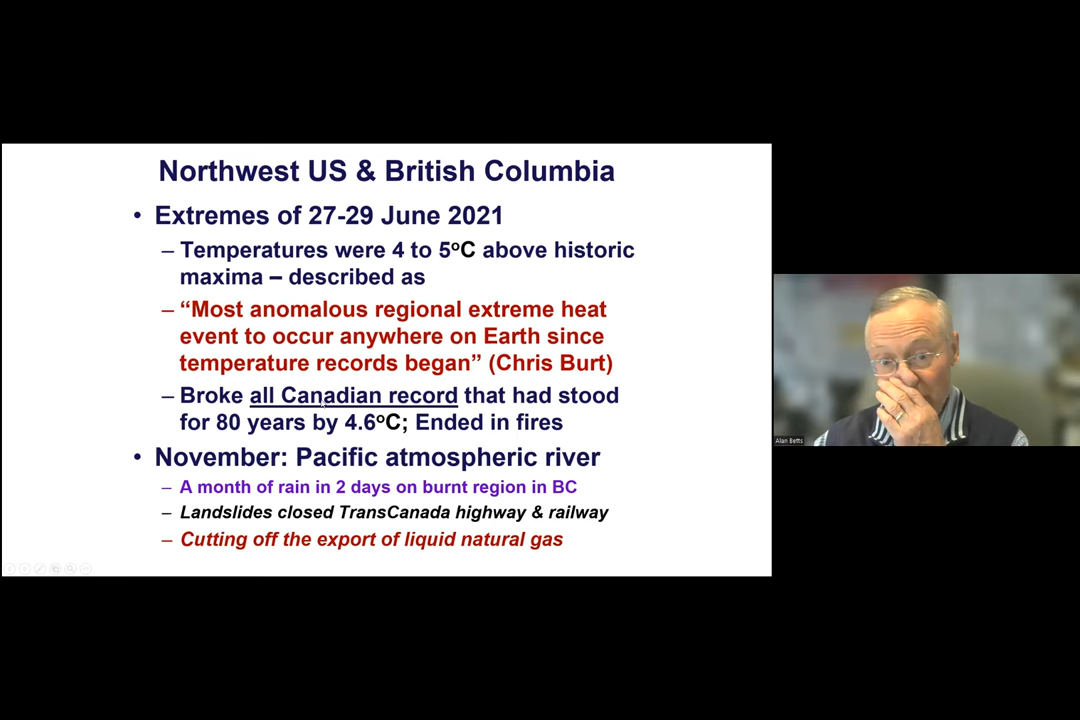 Northwest US & British Columbia
• Extremes of 27-29 June 2021
– Temperatures were 4 to 5ºC above historic
maxima – described as
– “Most anomalous regional extreme heat
event to occur anywhere on Earth since
temperature records began” (Chris Burt)
– Broke all Canadian record that had stood
for 80 years by 4.6ºC; Ended in fires
• November: Pacific atmospheric river
– A month of rain in 2 days on burnt region in BC
– Landslides closed TransCanada highway & railway
– Cutting off the export of liquid natural gas
Alan Betts